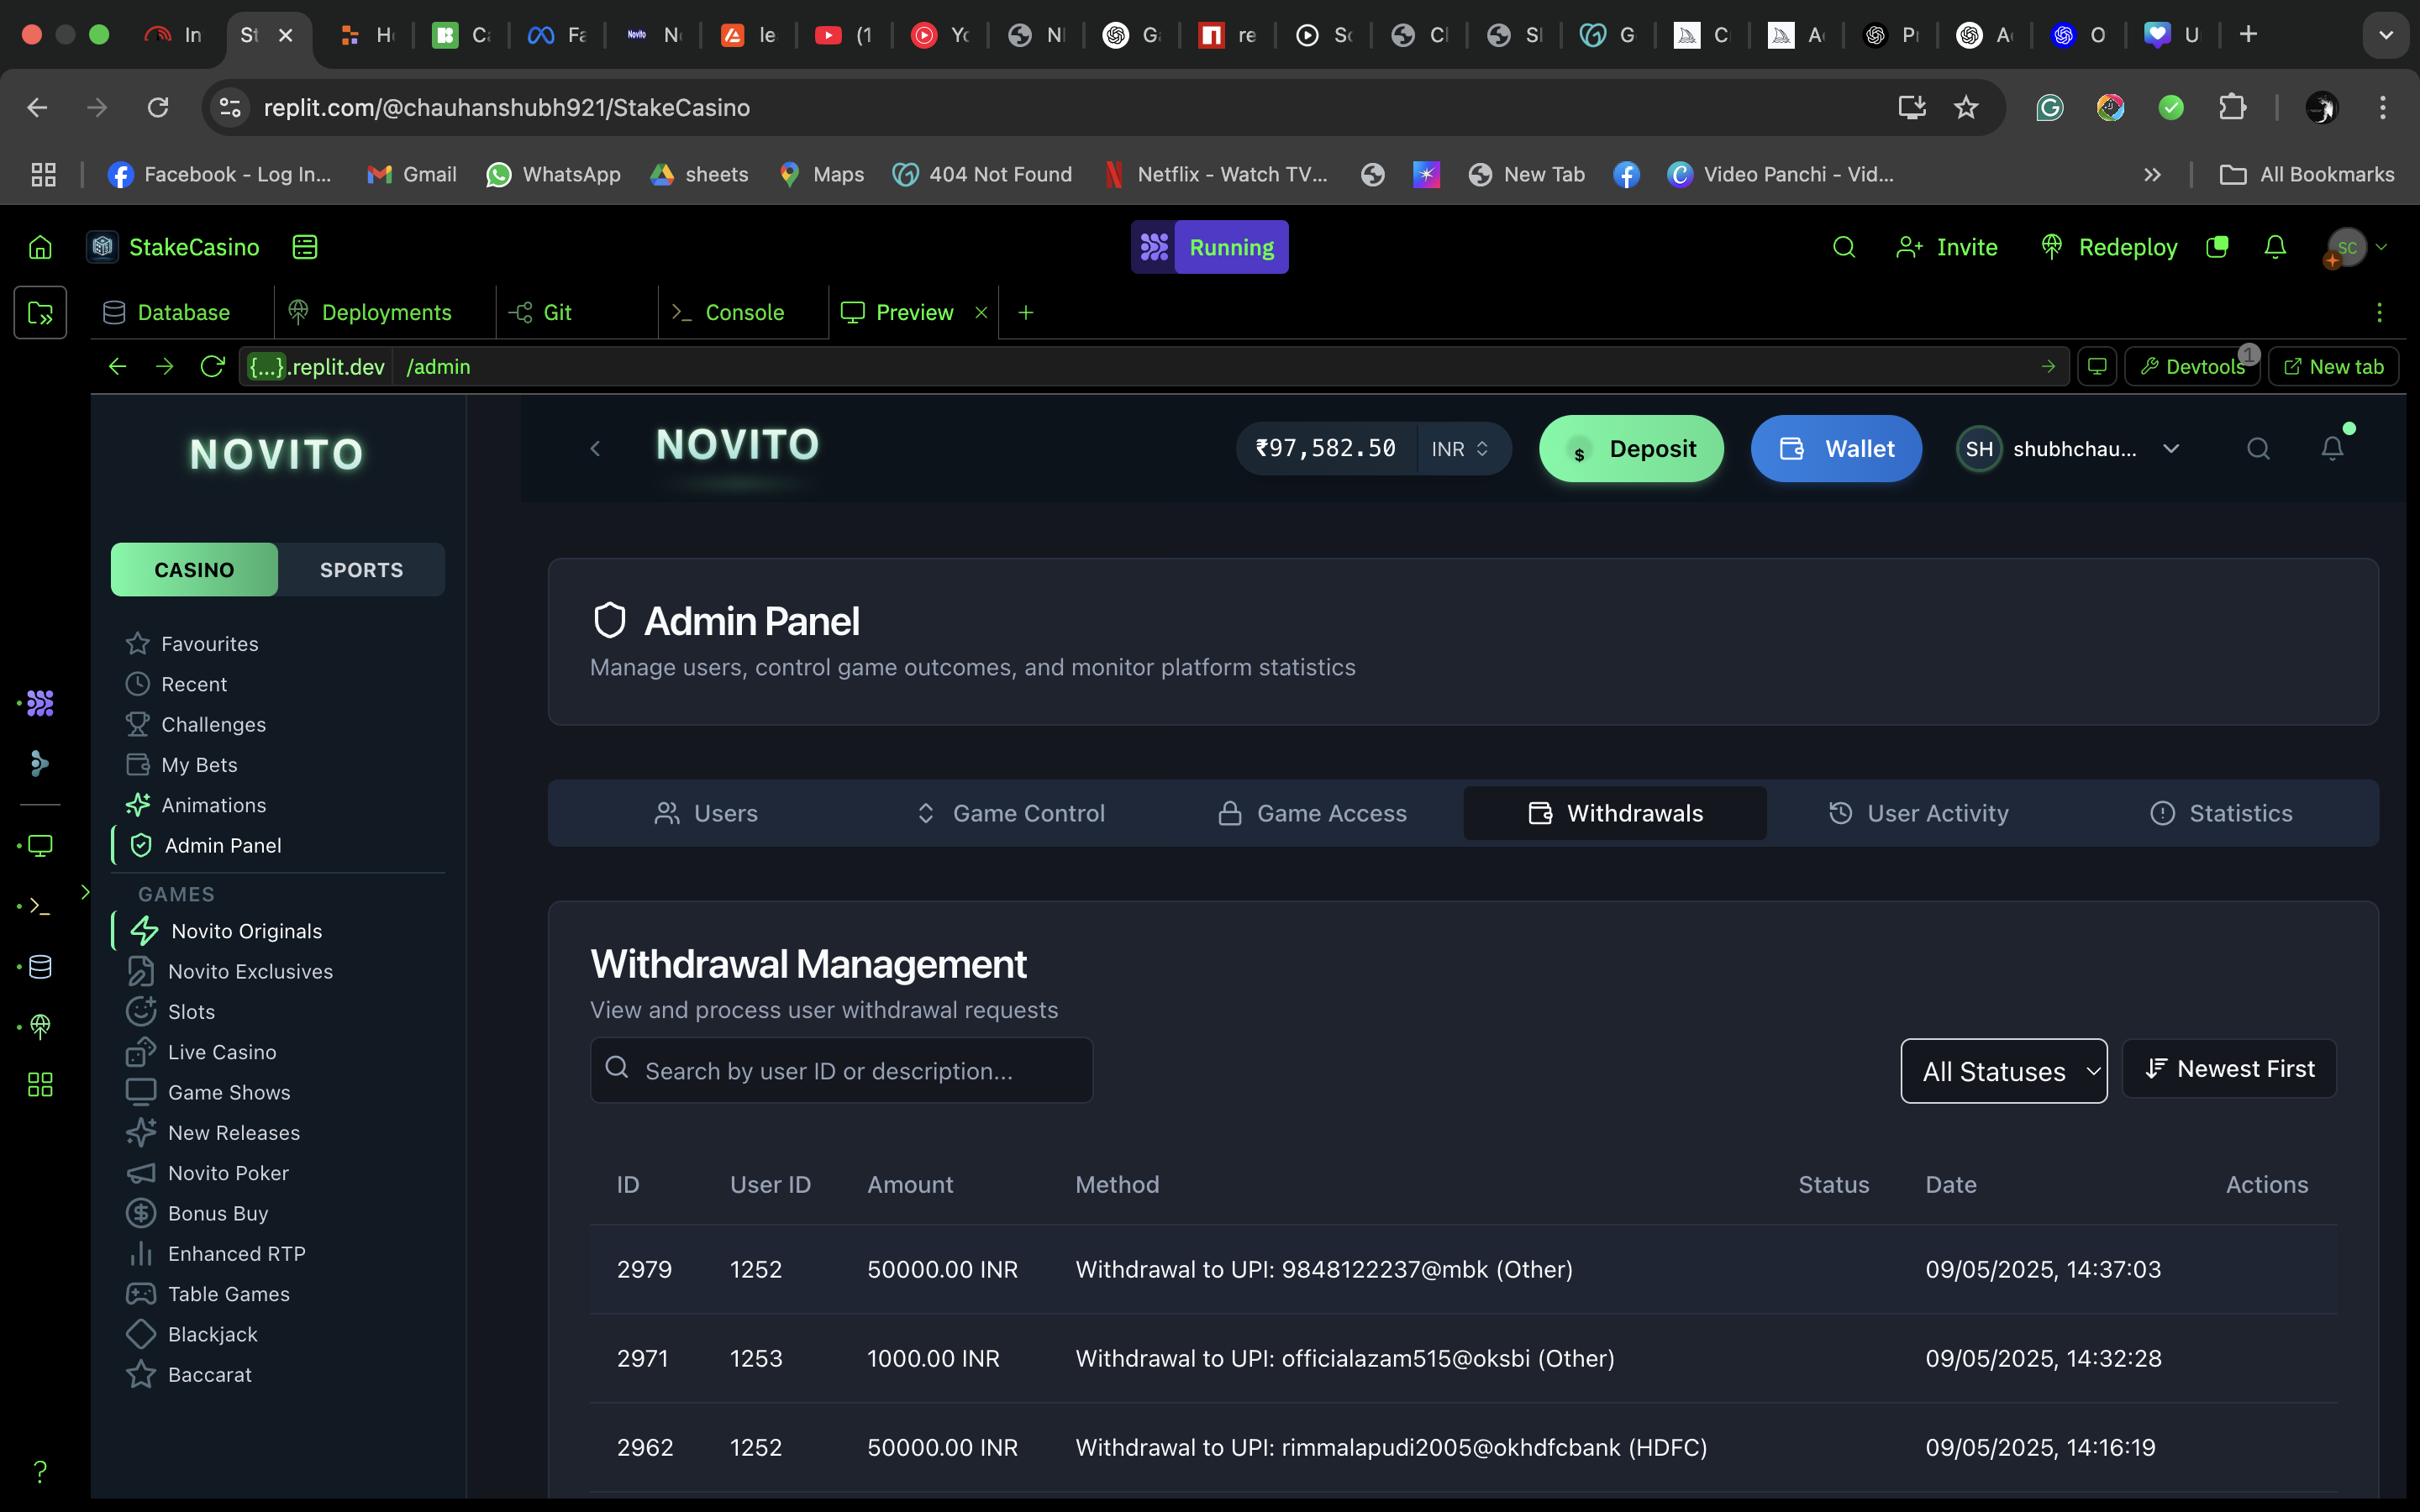 In
St
H
C
Fa
Novito
N
le
(1
Yo
N
G
re
So
Cl
Sl
G
C
A
P
A
O
U
replit.com/@chauhanshubh921/StakeCasino
Facebook - Log In...
Gmail
WhatsApp
sheets
Maps
404 Not Found
Netflix - Watch TV...
New Tab
Video Panchi - Vid...
All Bookmarks
StakeCasino
Running
Invite
Redeploy
SC
Database
Deployments
Git
Console
Preview
{...}.replit.dev
/admin
Devtools
1
New tab
NOVITO
NOVITO
₹97,582.50
INR
$
Deposit
Wallet
SH
shubhchau...
CASINO
SPORTS
Favourites
Recent
Challenges
My Bets
Animations
Admin Panel
GAMES
Novito Originals
Novito Exclusives
Slots
Live Casino
Game Shows
New Releases
Novito Poker
Bonus Buy
Enhanced RTP
Table Games
Blackjack
Baccarat
Admin Panel
Manage users, control game outcomes, and monitor platform statistics
Users
Game Control
Game Access
Withdrawals
User Activity
Statistics
Withdrawal Management
View and process user withdrawal requests
Search by user ID or description...
All Statuses
Newest First
ID User ID Amount Method Status Date Actions
2979 1252 50000.00 INR Withdrawal to UPI: 9848122237@mbk (Other) 09/05/2025, 14:37:03
2971 1253 1000.00 INR Withdrawal to UPI: officialazam515@oksbi (Other) 09/05/2025, 14:32:28
2962 1252 50000.00 INR Withdrawal to UPI: rimmalapudi2005@okhdfcbank (HDFC) 09/05/2025, 14:16:19